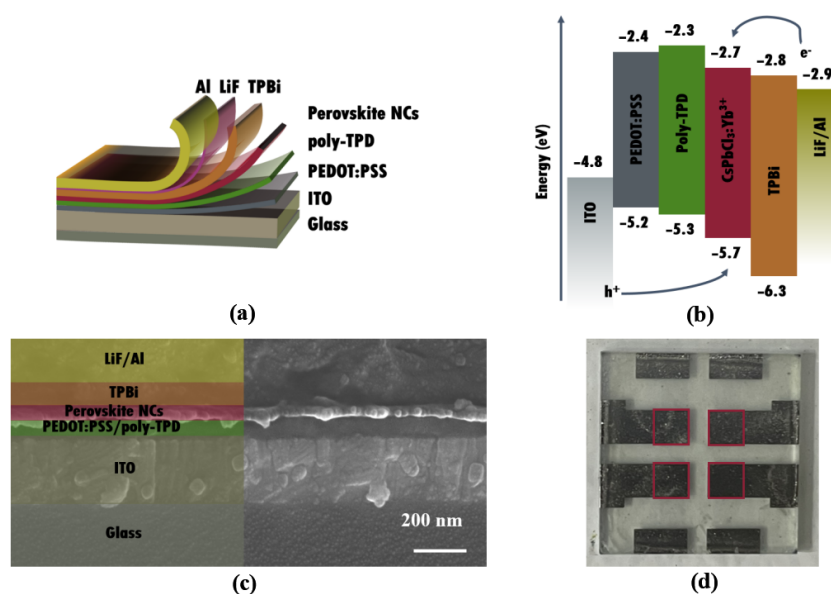 Al LiF TPBi
Perovskite NCs
poly-TPD
PEDOT:PSS
ITO
Glass
(a)
Energy (eV)
−4.8
ITO
−2.4
PEDOT:PSS
−5.2
−2.3
Poly-TPD
−5.3
−2.7
CsPbCl₃:Yb³⁺
−5.7
−2.8
TPBi
−6.3
e⁻
−2.9
LiF/Al
h⁺
(b)
LiF/Al
TPBi
Perovskite NCs
PEDOT:PSS/poly-TPD
ITO
Glass
200 nm
(c)
(d)